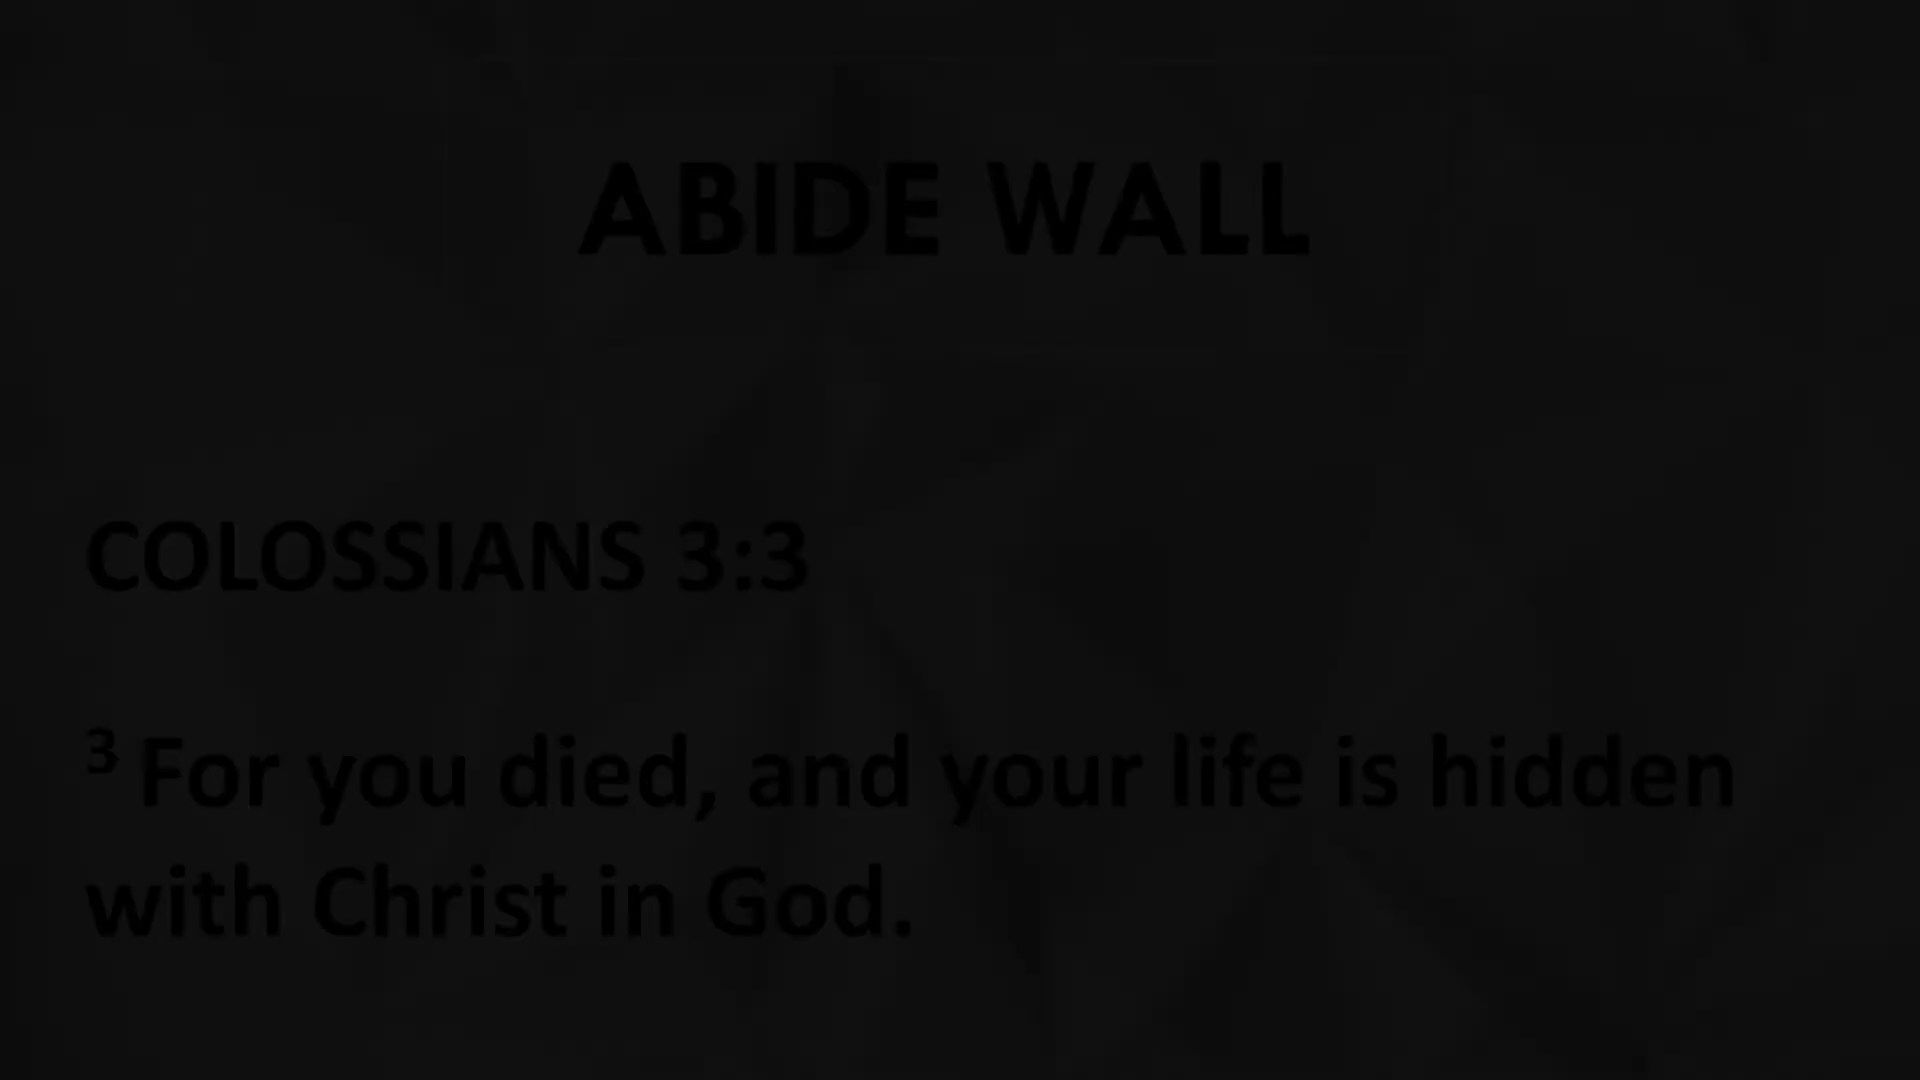 ABIDE WALL
COLOSSIANS 3:3
3 For you died, and your life is hidden
with Christ in God.